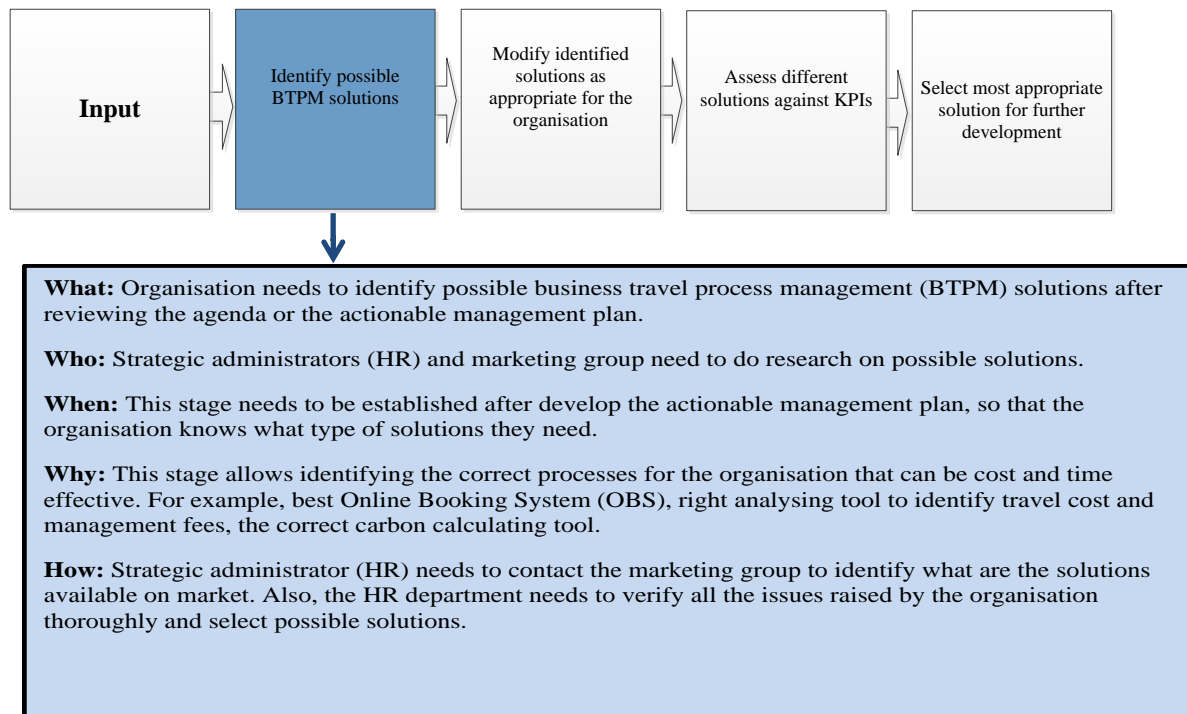 Input
Identify possible
BTPM solutions
Modify identified
solutions as
appropriate for the
organisation
Assess different
solutions against KPIs
Select most appropriate
solution for further
development
What: Organisation needs to identify possible business travel process management (BTPM) solutions after
reviewing the agenda or the actionable management plan.
Who: Strategic administrators (HR) and marketing group need to do research on possible solutions.
When: This stage needs to be established after develop the actionable management plan, so that the
organisation knows what type of solutions they need.
Why: This stage allows identifying the correct processes for the organisation that can be cost and time
effective. For example, best Online Booking System (OBS), right analysing tool to identify travel cost and
management fees, the correct carbon calculating tool.
How: Strategic administrator (HR) needs to contact the marketing group to identify what are the solutions
available on market. Also, the HR department needs to verify all the issues raised by the organisation
thoroughly and select possible solutions.